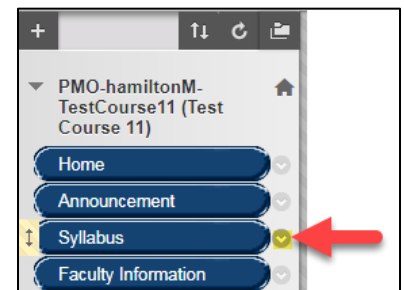 PMO-hamiltonM-
TestCourse11 (Test
Course 11)
Home
Announcement
Syllabus
Faculty Information